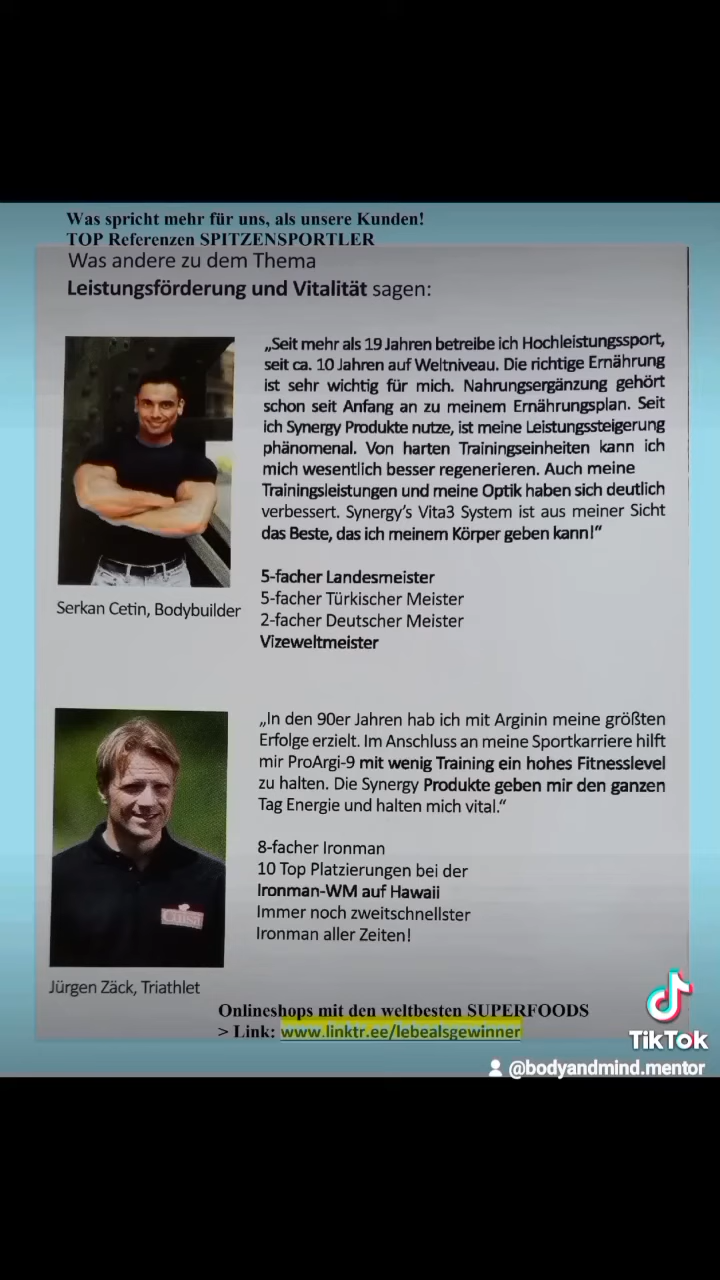 Was spricht mehr für uns, als unsere Kunden!
TOP Referenzen SPITZENSPORTLER
Was andere zu dem Thema
Leistungsförderung und Vitalität sagen:
„Seit mehr als 19 Jahren betreibe ich Hochleistungssport,
seit ca. 10 Jahren auf Weltniveau. Die richtige Ernährung
ist sehr wichtig für mich. Nahrungsergänzung gehört
schon seit Anfang an zu meinem Ernährungsplan. Seit
ich Synergy Produkte nutze, ist meine Leistungssteigerung
phänomenal. Von harten Trainingseinheiten kann ich
mich wesentlich besser regenerieren. Auch meine
Trainingsleistungen und meine Optik haben sich deutlich
verbessert. Synergy’s Vita3 System ist aus meiner Sicht
das Beste, das ich meinem Körper geben kann!“
5-facher Landesmeister
5-facher Türkischer Meister
2-facher Deutscher Meister
Vizeweltmeister
Serkan Cetin, Bodybuilder
„In den 90er Jahren hab ich mit Arginin meine größten
Erfolge erzielt. Im Anschluss an meine Sportkarriere hilft
mir ProArgi-9 mit wenig Training ein hohes Fitnesslevel
zu halten. Die Synergy Produkte geben mir den ganzen
Tag Energie und halten mich vital.“
8-facher Ironman
10 Top Platzierungen bei der
Ironman-WM auf Hawaii
Immer noch zweitschnellster
Ironman aller Zeiten!
Jürgen Zäck, Triathlet
Onlineshops mit den weltbesten SUPERFOODS
> Link: www.linktr.ee/lebealsgewinner
TikTok
@bodyandmind.mentor